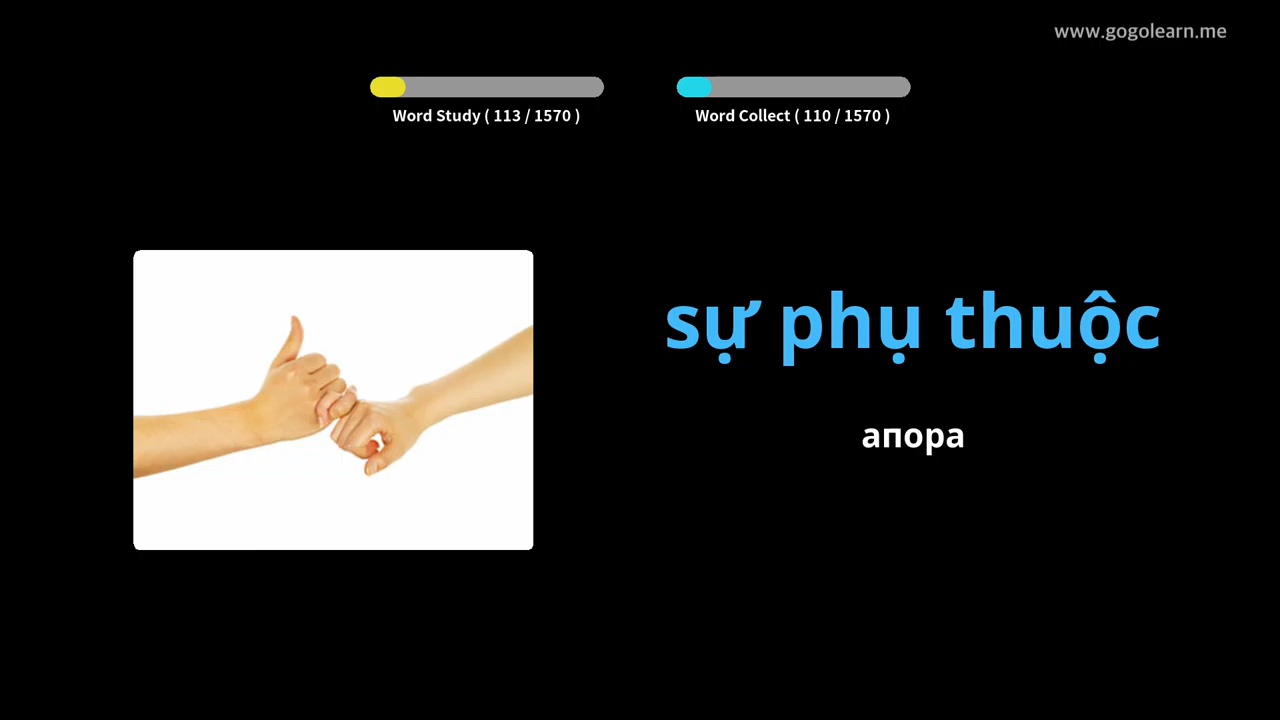 www.gogolearn.me
Word Study ( 113 / 1570 )
Word Collect ( 110 / 1570 )
sự phụ thuộc
апора